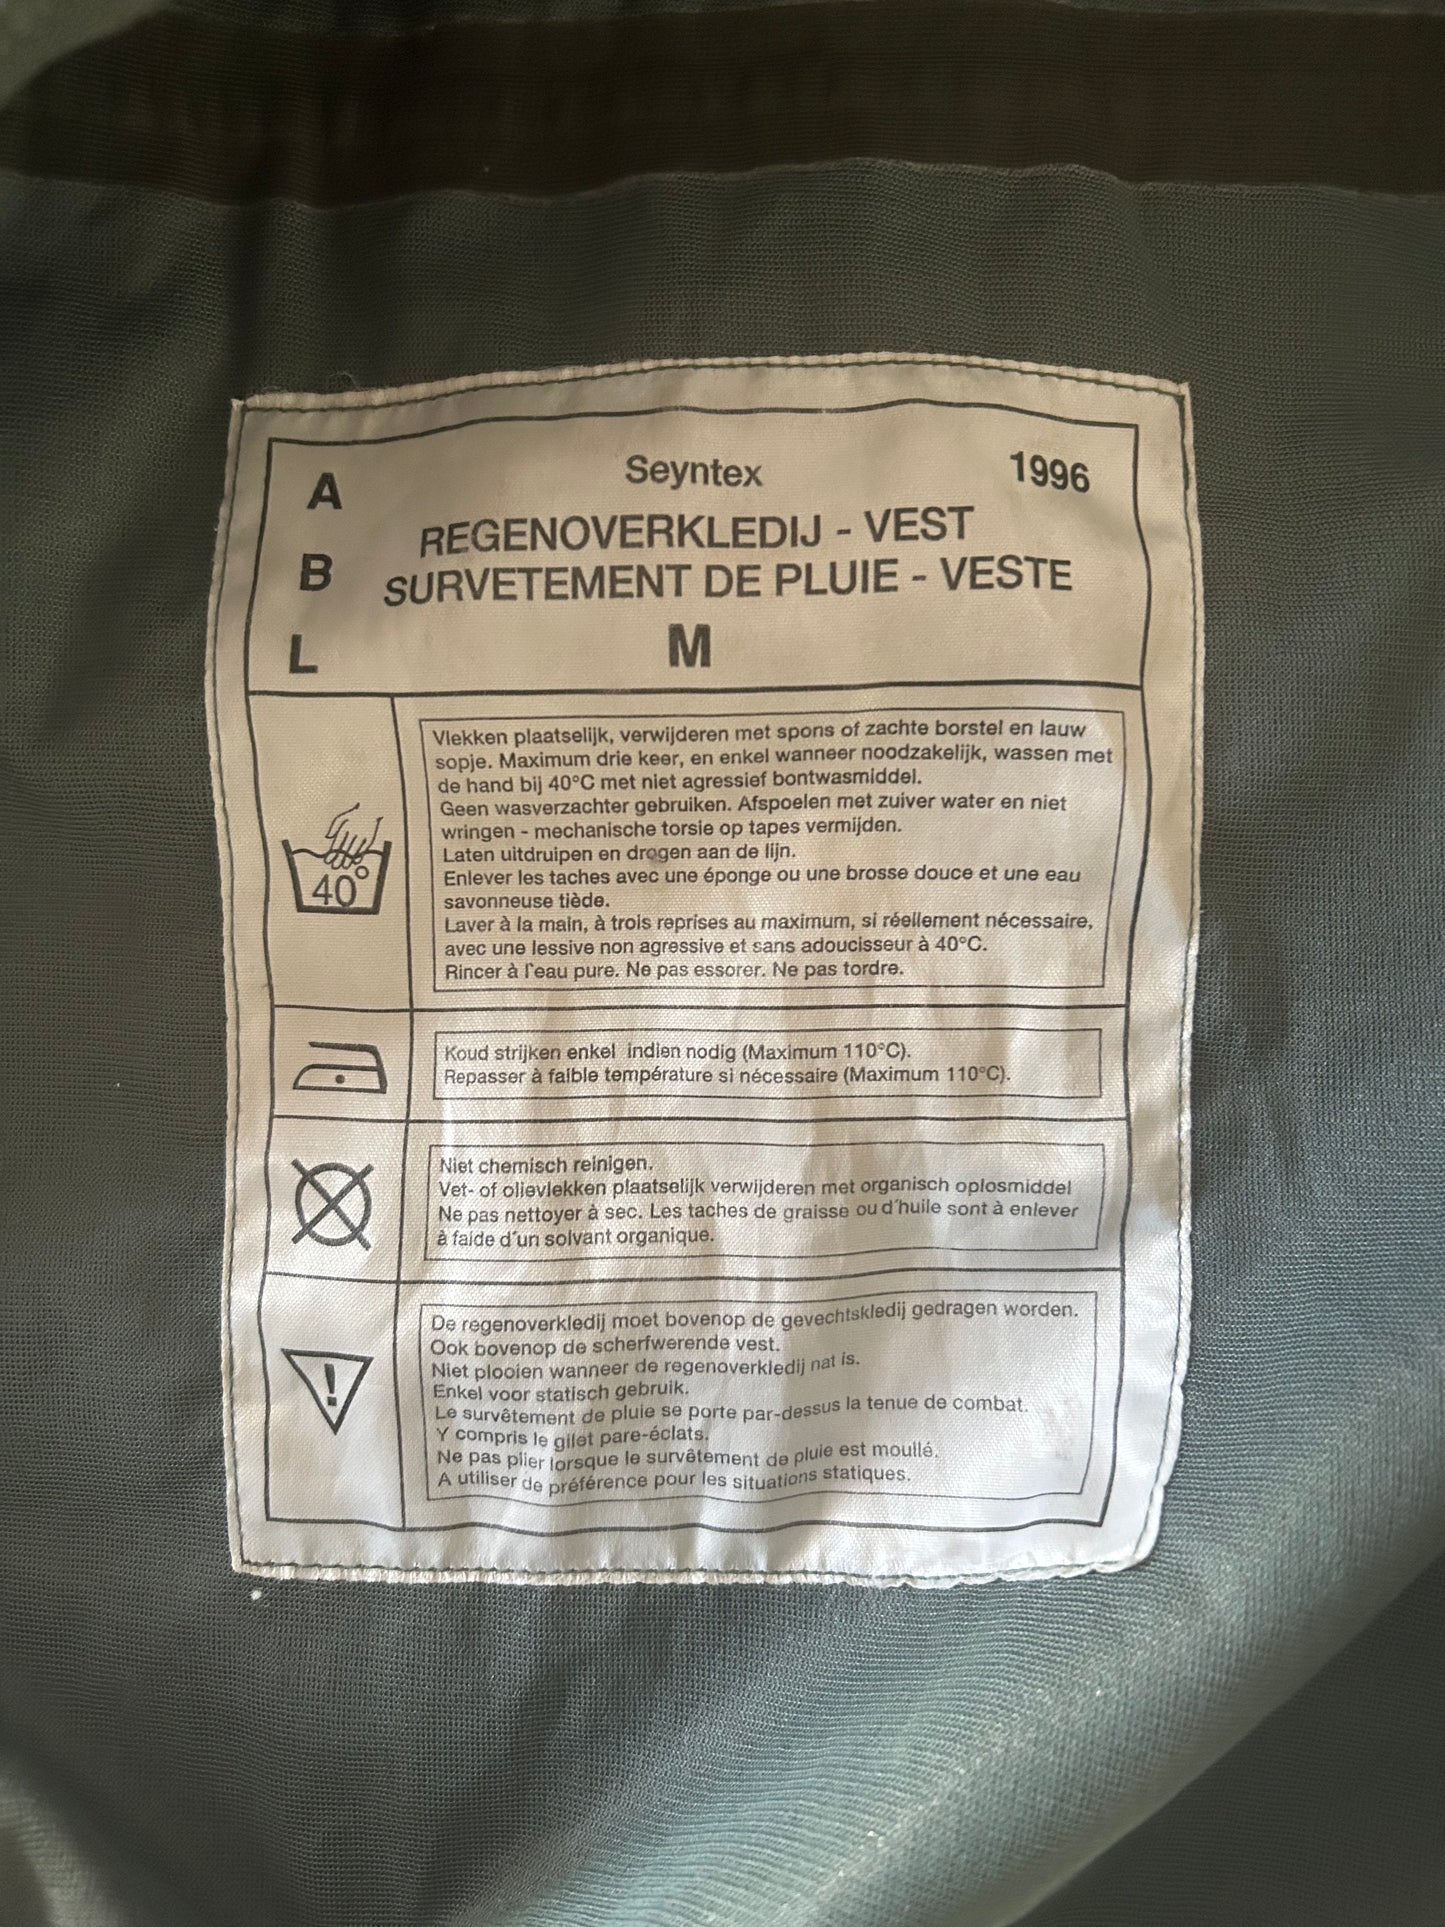 A
B
L
Seyntex
1996
REGENOVERKLEDIJ - VEST
SURVETEMENT DE PLUIE - VESTE
M
Vlekken plaatselijk, verwijderen met spons of zachte borstel en lauw
sopje. Maximum drie keer, en enkel wanneer noodzakelijk, wassen met
de hand bij 40°C met niet agressief bontwasmiddel.
Geen wasverzachter gebruiken. Afspoelen met zuiver water en niet
wringen - mechanische torsie op tapes vermijden.
Laten uitdruipen en drogen aan de lijn.
Enlever les taches avec une éponge ou une brosse douce et une eau
savonneuse tiède.
Laver à la main, à trois reprises au maximum, si réellement nécessaire,
avec une lessive non agressive et sans adoucisseur à 40°C.
Rincer à l'eau pure. Ne pas essorer. Ne pas tordre.
40°
Koud strijken enkel indien nodig (Maximum 110°C).
Repasser à faible température si nécessaire (Maximum 110°C).
Niet chemisch reinigen.
Vet- of olievlekken plaatselijk verwijderen met organisch oplosmiddel
Ne pas nettoyer à sec. Les taches de graisse ou d'huile sont à enlever
à faide d'un solvant organique.
De regenoverkledij moet bovenop de gevechtskledij gedragen worden.
Ook bovenop de scherfwerende vest.
Niet plooien wanneer de regenoverkledij nat is.
Enkel voor statisch gebruik.
Le survêtement de pluie se porte par-dessus la tenue de combat.
Y compris le gilet pare-éclats.
Ne pas plier lorsque le survêtement de pluie est moullé.
A utiliser de préférence pour les situations statiques.
!